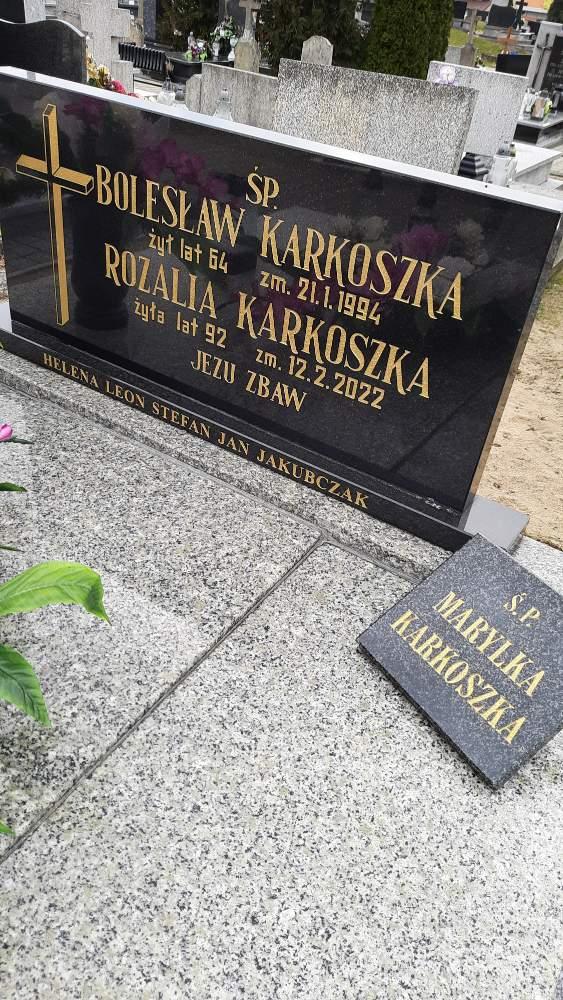 ŚP.
BOLESŁAW KARKOSZKA
żył lat 64 zm. 21.1.1994
ROZALIA KARKOSZKA
żyła lat 92 zm. 12.2.2022
JEZU ZBAW
HELENA LEON STEFAN JAN JAKUBCZAK
Ś.P.
MARYLKA
KARKOSZKA